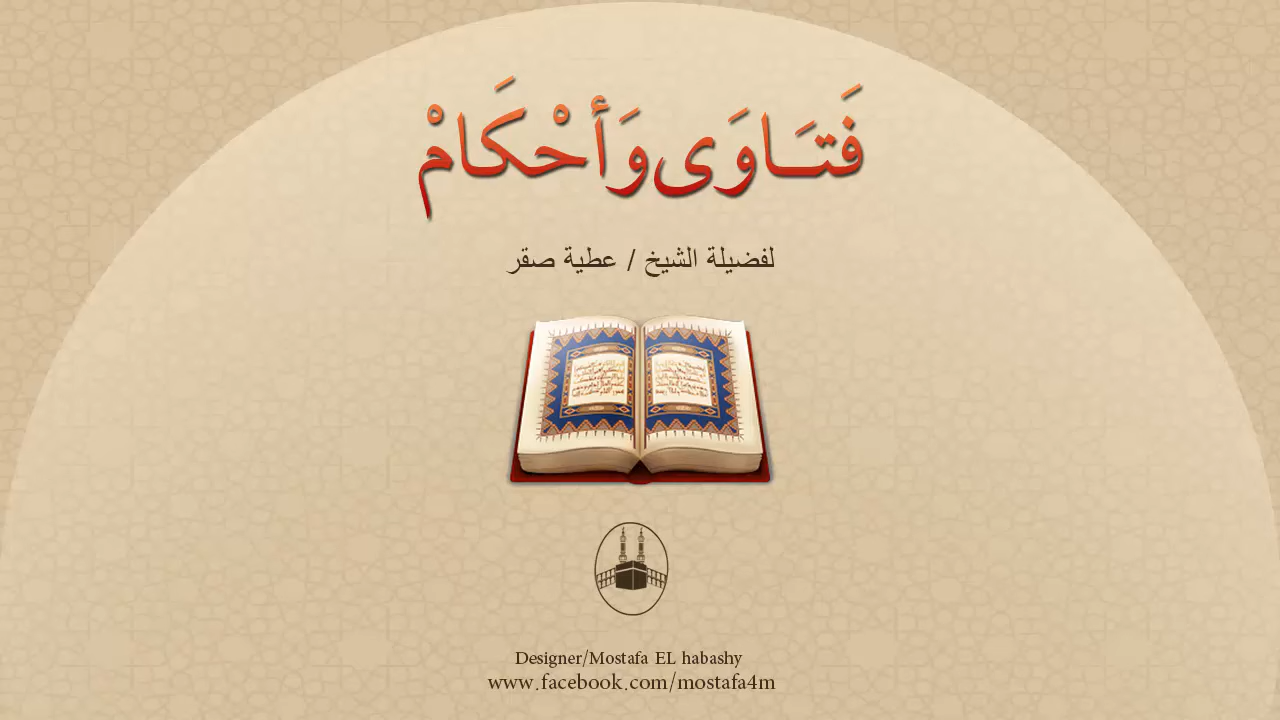 فَتَاوَى وَأَحْكَامْ
لفضيلة الشيخ / عطية صقر
Designer/Mostafa EL habashy
www.facebook.com/mostafa4m